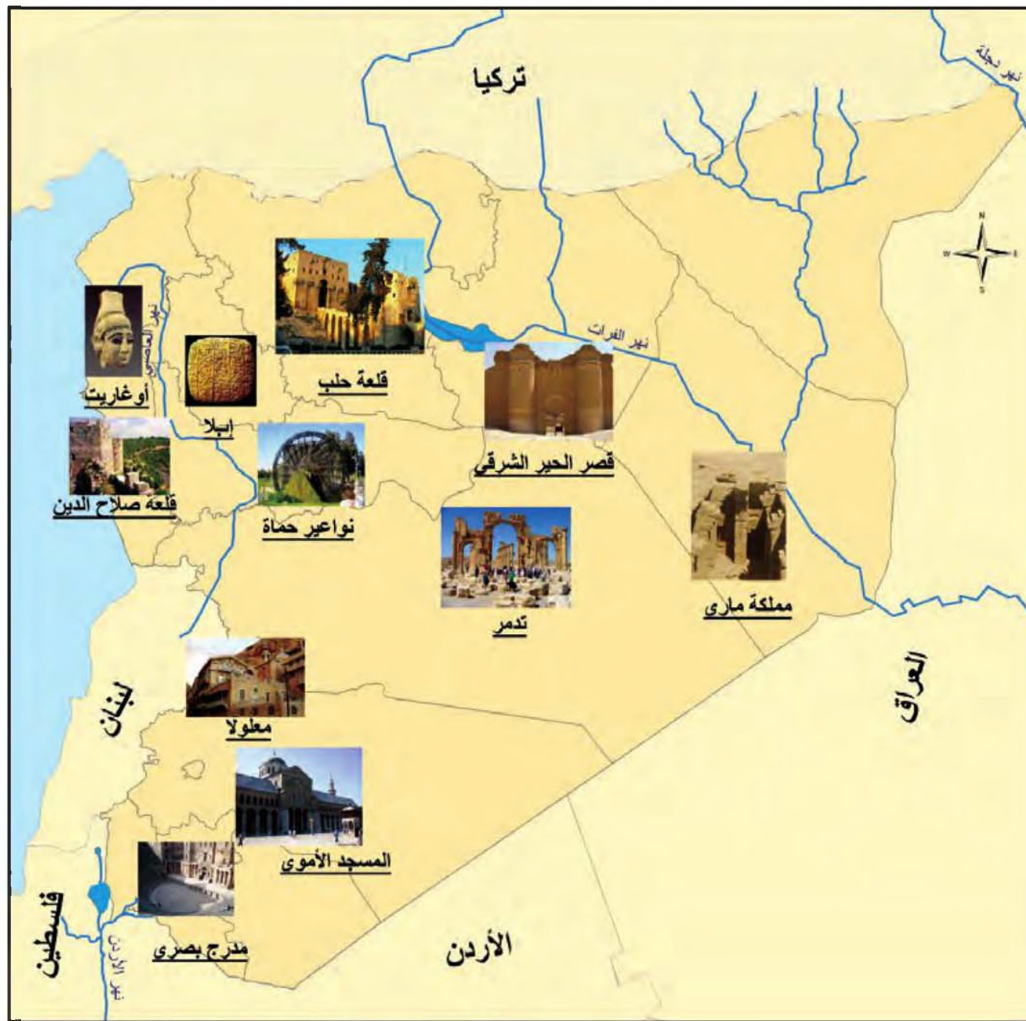 تركيا
نهر دجلة
N
W
E
S
نهر العاصي
نهر الفرات
قلعة حلب
أوغاريت
إبلا
قصر الحير الشرقي
قلعة صلاح الدين
نواعير حماة
مملكة ماري
تدمر
العراق
لبنان
معلولا
المسجد الأموي
فلسطين
نهر الأردن
مدرج بصرى
الأردن